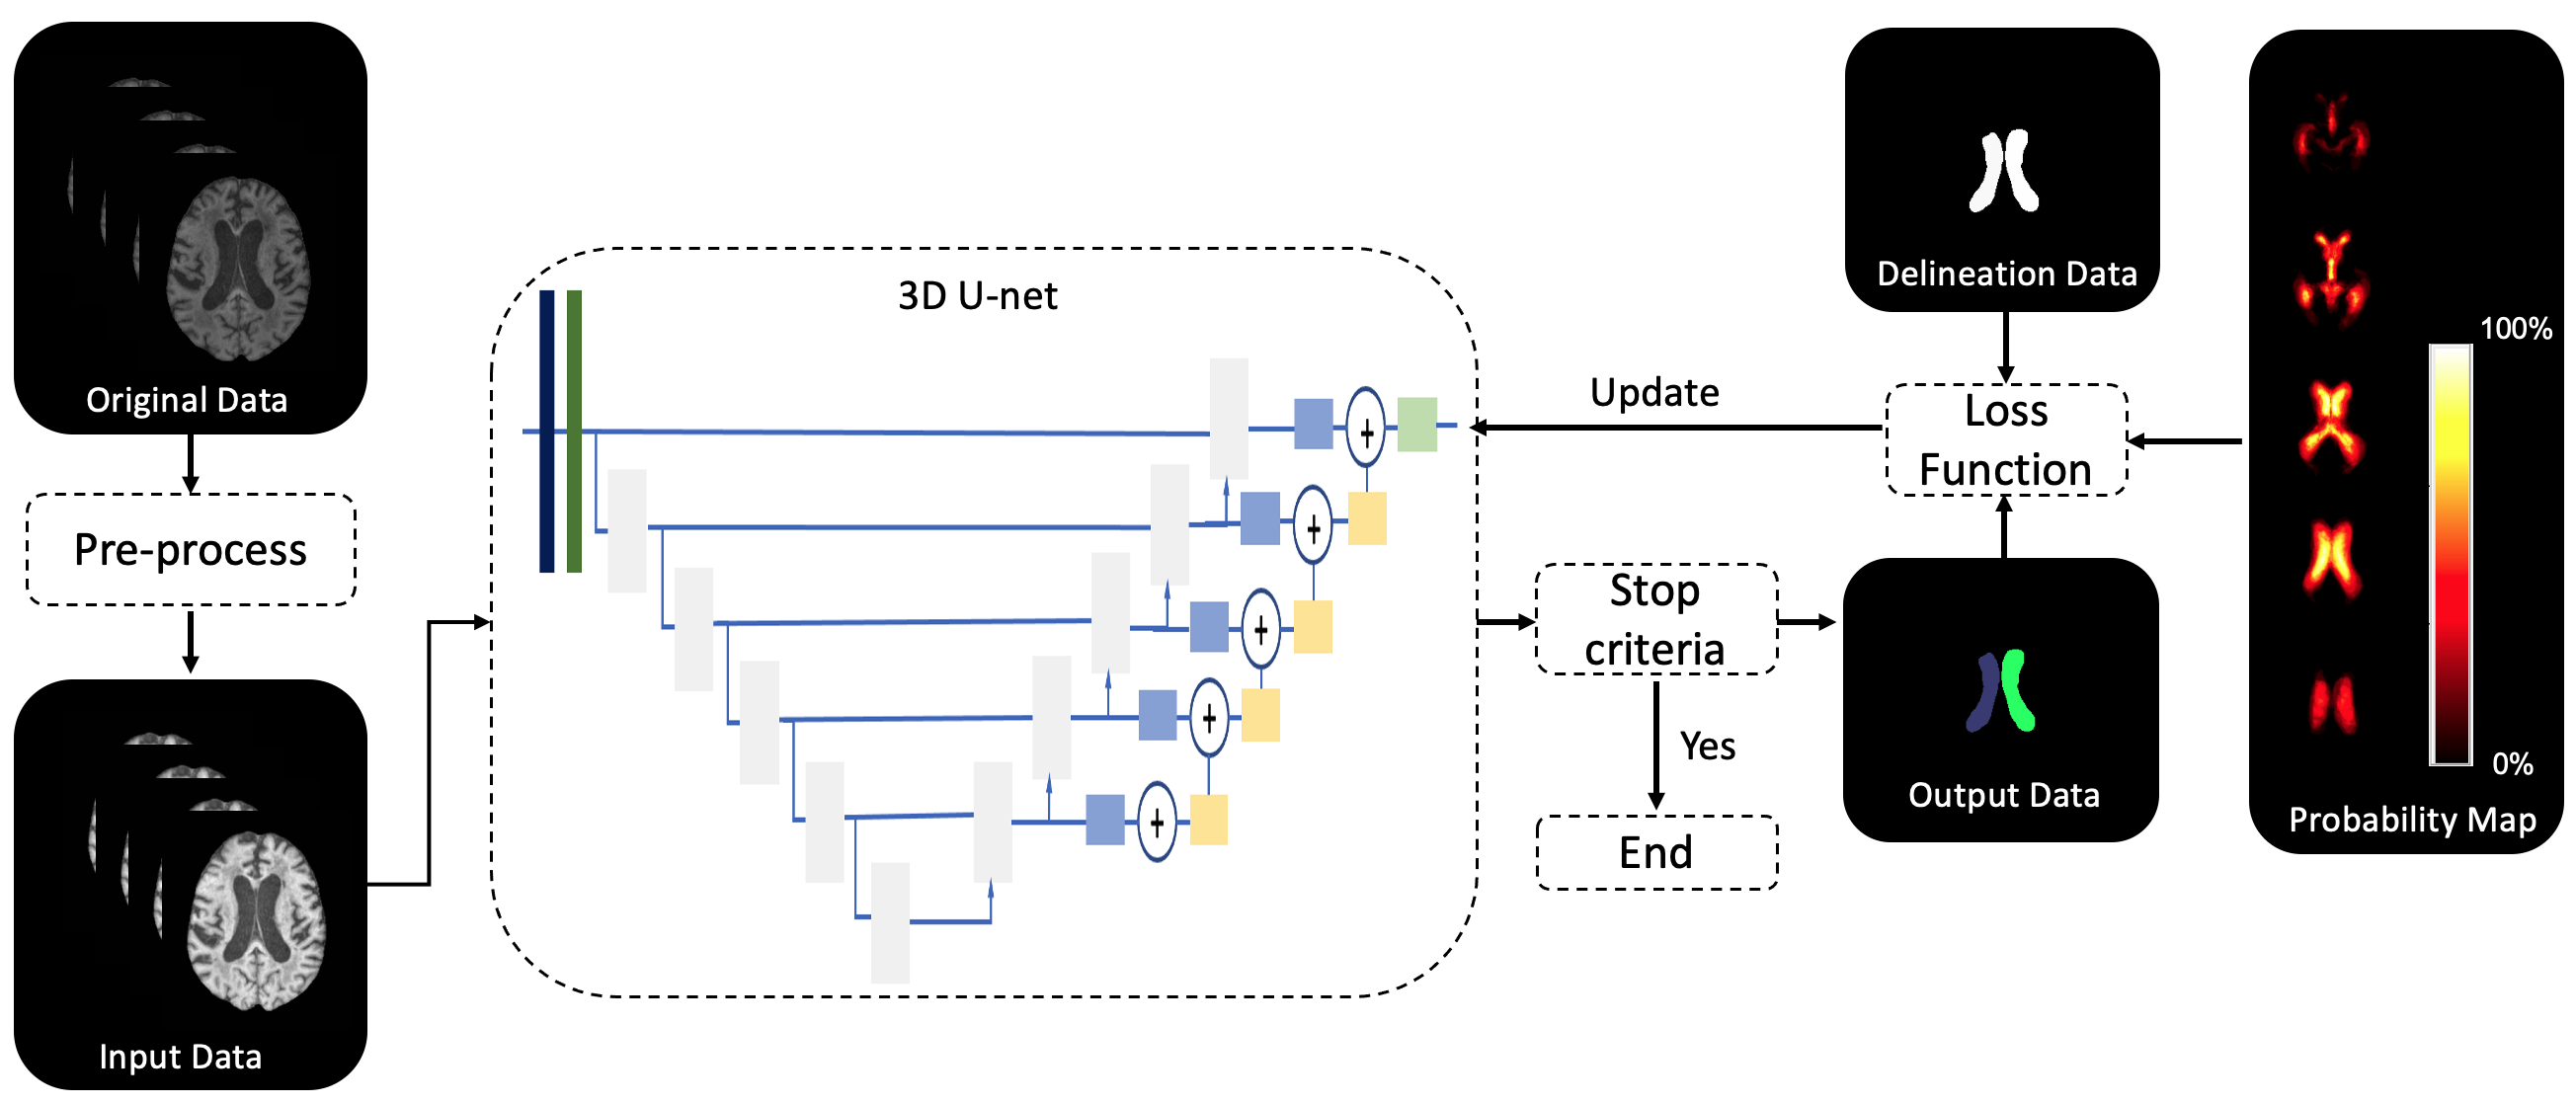 Original Data
Pre-process
Input Data
3D U-net
+
+
+
+
+
Update
Stop
criteria
Yes
End
Delineation Data
Loss
Function
Output Data
100%
0%
Probability Map